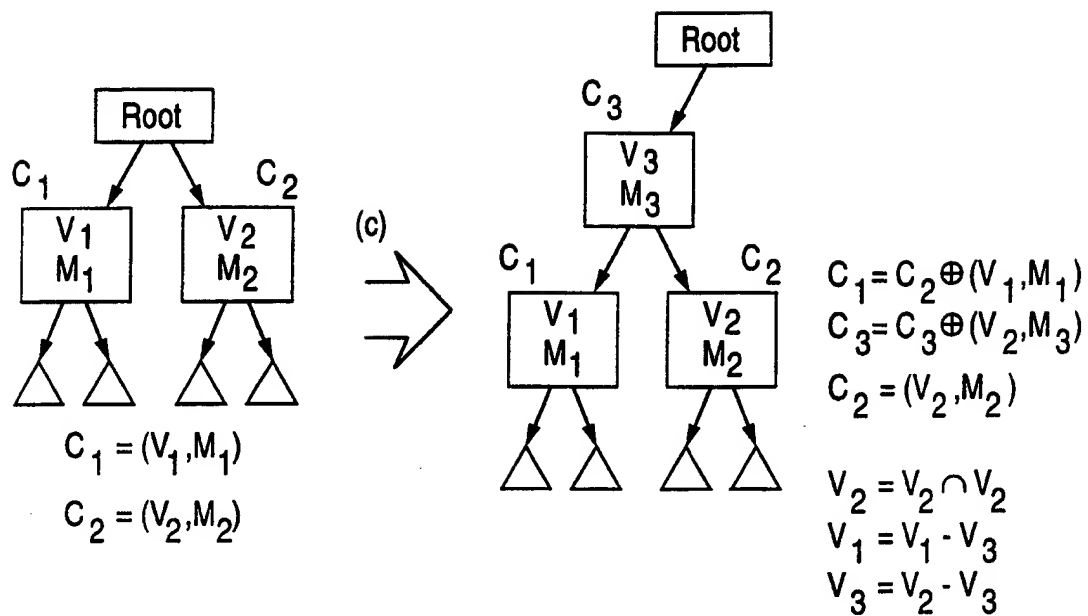 Root
C₁ C₂
V₁ V₂
M₁ M₂
C₁ = (V₁,M₁)
C₂ = (V₂,M₂)
(c)
Root
C₃
V₃
M₃
C₁ C₂
V₁ V₂
M₁ M₂
C₁= C₂ ⊕ (V₁,M₁)
C₃= C₃ ⊕ (V₂,M₃)
C₂ = (V₂,M₂)
V₂ = V₂ ∩ V₂
V₁ = V₁ - V₃
V₃ = V₂ - V₃